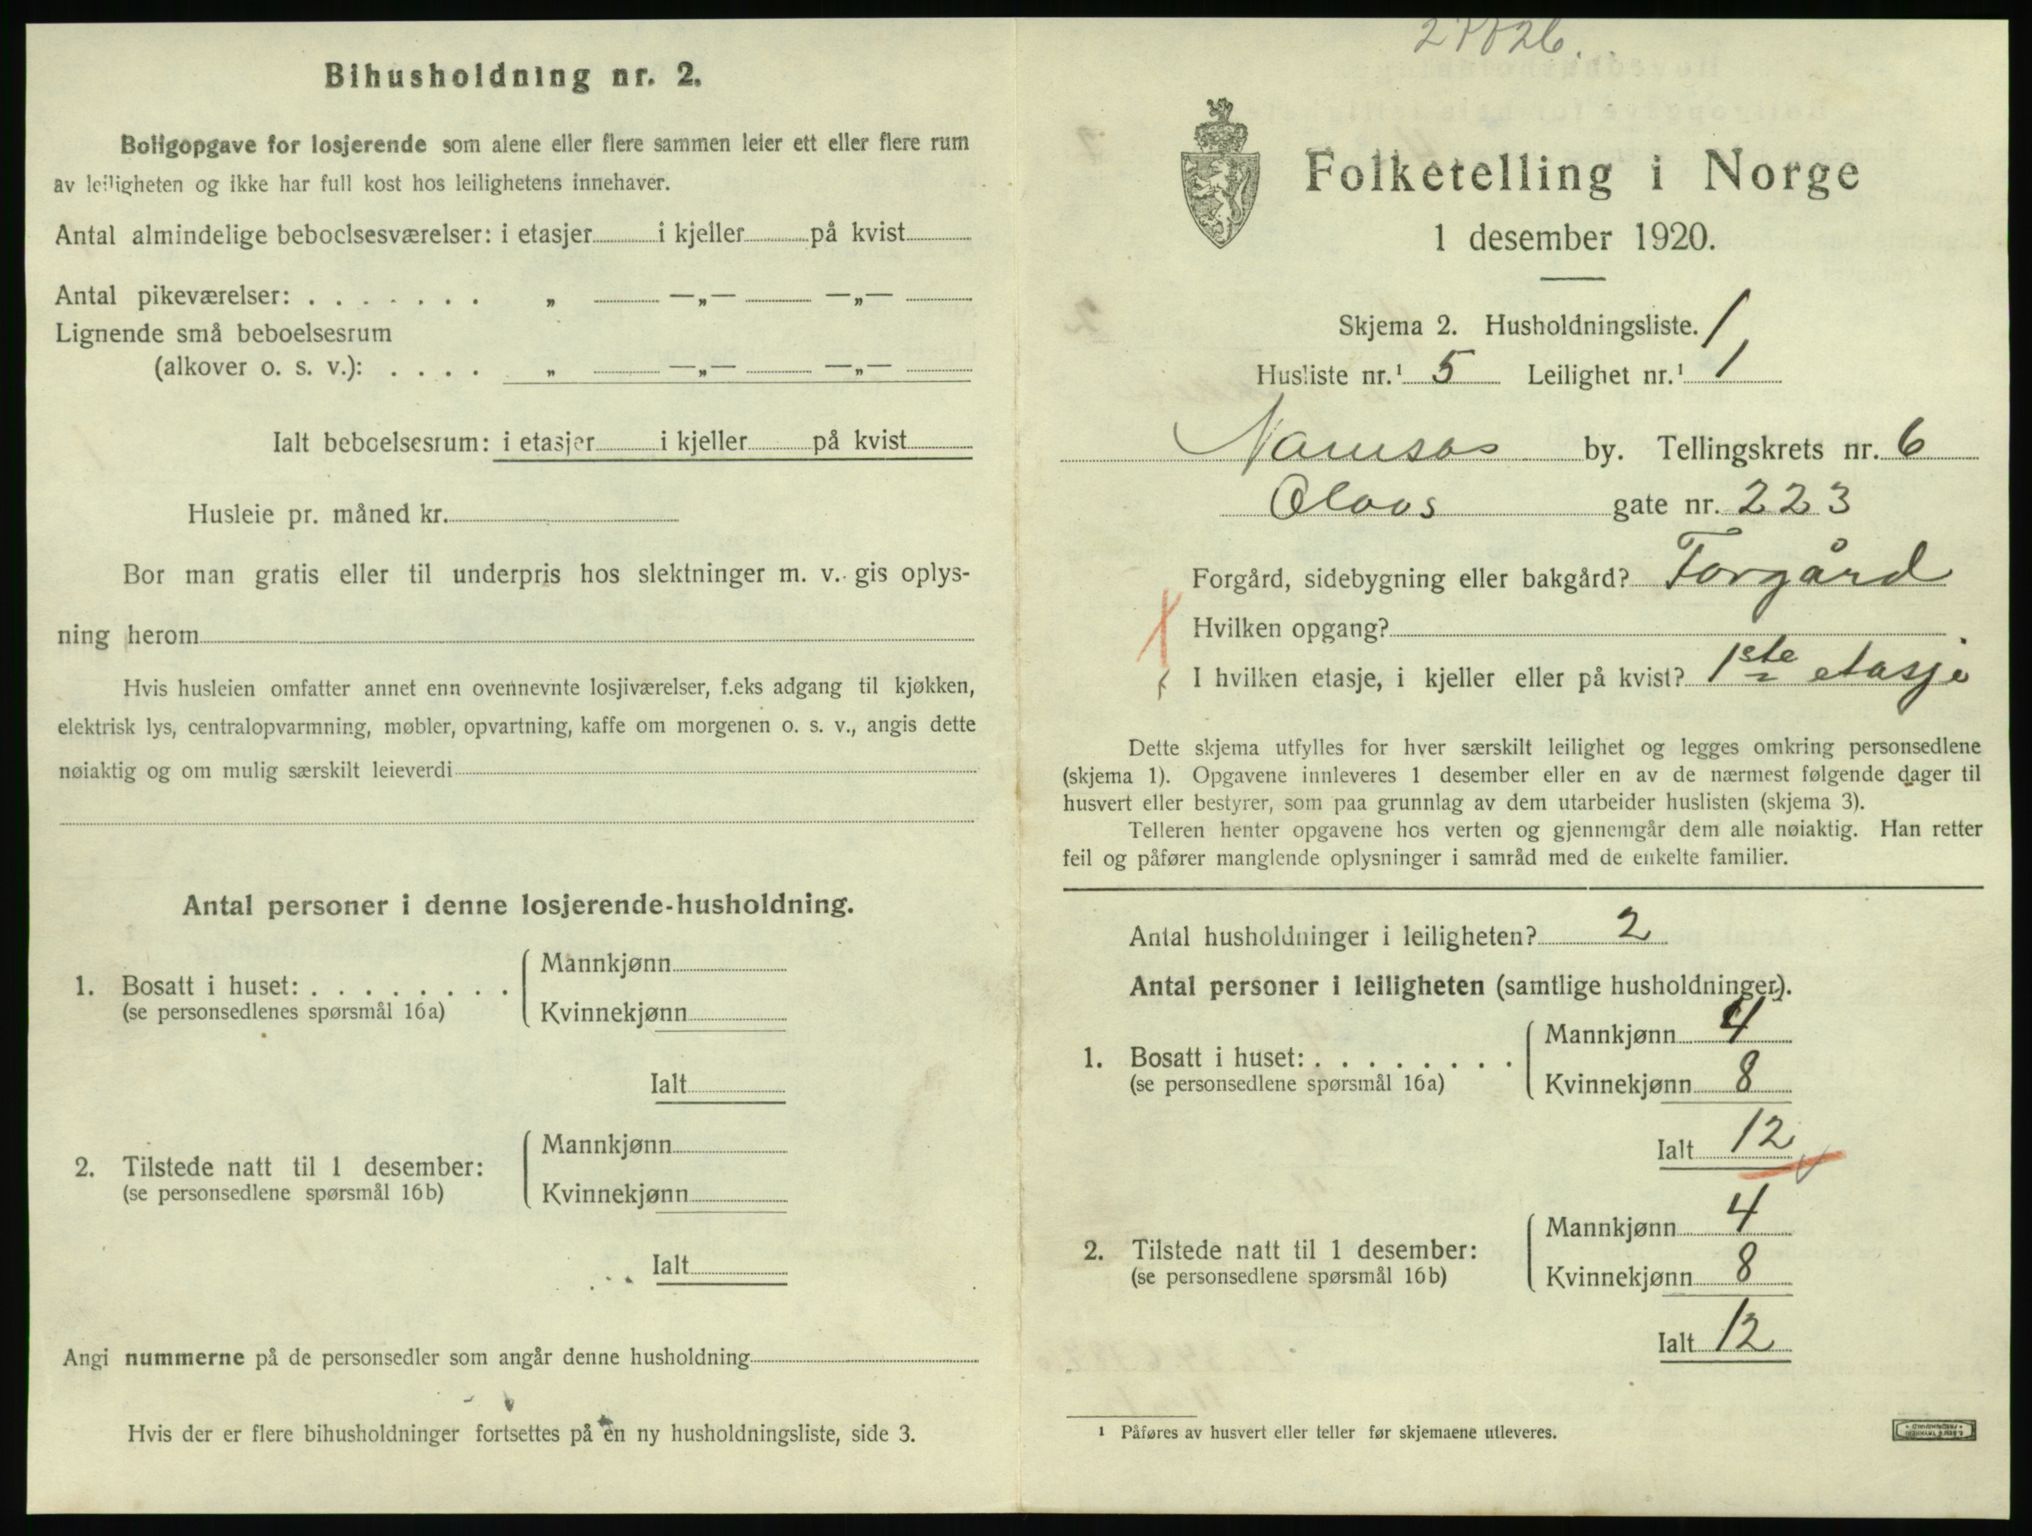 Bihusholdning nr. 2.
Boligopgave for losjerende som alene eller flere sammen leier ett eller flere rum
av leiligheten og ikke har full kost hos leilighetens innehaver.
Antal almindelige beboelsesværelser: i etasjer i kjeller på kvist
Antal pikeværelser: . . . . . . . „ —„— —„—
Lignende små beboelsesrum
(alkover o. s. v.): . . . . „ —„— —„—
Ialt beboelsesrum: i etasjer i kjeller på kvist
Husleie pr. måned kr.
Bor man gratis eller til underpris hos slektninger m. v. gis oplys-
ning herom
Hvis husleien omfatter annet enn ovennevnte losjiværelser, f.eks adgang til kjøkken,
elektrisk lys, centralopvarmning, møbler, opvartning, kaffe om morgenen o. s. v., angis dette
nøiaktig og om mulig særskilt leieverdi
Antal personer i denne losjerende-husholdning.
1. Bosatt i huset: . . . . . . . .
(se personsedlenes spørsmål 16a)
Mannkjønn
Kvinnekjønn
Ialt
2. Tilstede natt til 1 desember:
(se personsedlene spørsmål 16b)
Mannkjønn
Kvinnekjønn
Ialt
Angi nummerne på de personsedler som angår denne husholdning
Hvis der er flere bihusholdninger fortsettes på en ny husholdningsliste, side 3.
Folketelling i Norge
1 desember 1920.
Skjema 2. Husholdningsliste. 1
Husliste nr.¹ 5 Leilighet nr.¹ 1
Namsos by. Tellingskrets nr. 6
Olavs gate nr. 223
Forgård, sidebygning eller bakgård? Forgård
Hvilken opgang?
I hvilken etasje, i kjeller eller på kvist? 1ste etasje
Dette skjema utfylles for hver særskilt leilighet og legges omkring personsedlene
(skjema 1). Opgavene innleveres 1 desember eller en av de nærmest følgende dager til
husvert eller bestyrer, som paa grunnlag av dem utarbeider huslisten (skjema 3).
Telleren henter opgavene hos verten og gjennemgår dem alle nøiaktig. Han retter
feil og påfører manglende oplysninger i samråd med de enkelte familier.
Antal husholdninger i leiligheten? 2
Antal personer i leiligheten (samtlige husholdninger).
1. Bosatt i huset: . . . . . . . .
(se personsedlene spørsmål 16a)
Mannkjønn 4
Kvinnekjønn 8
Ialt 12
2. Tilstede natt til 1 desember:
(se personsedlene spørsmål 16b)
Mannkjønn 4
Kvinnekjønn 8
Ialt 12
¹ Påføres av husvert eller teller før skjemaene utleveres.